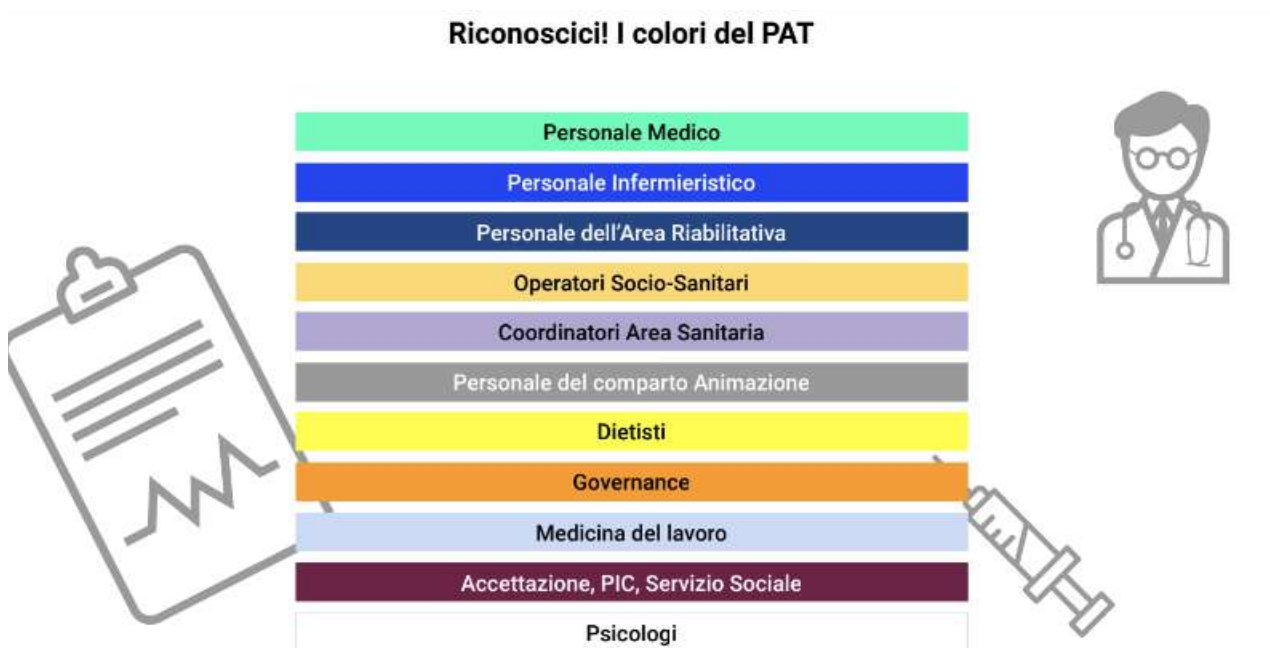 Riconoscici! I colori del PAT
Personale Medico
Personale Infermieristico
Personale dell'Area Riabilitativa
Operatori Socio-Sanitari
Coordinatori Area Sanitaria
Personale del comparto Animazione
Dietisti
Governance
Medicina del lavoro
Accettazione, PIC, Servizio Sociale
Psicologi